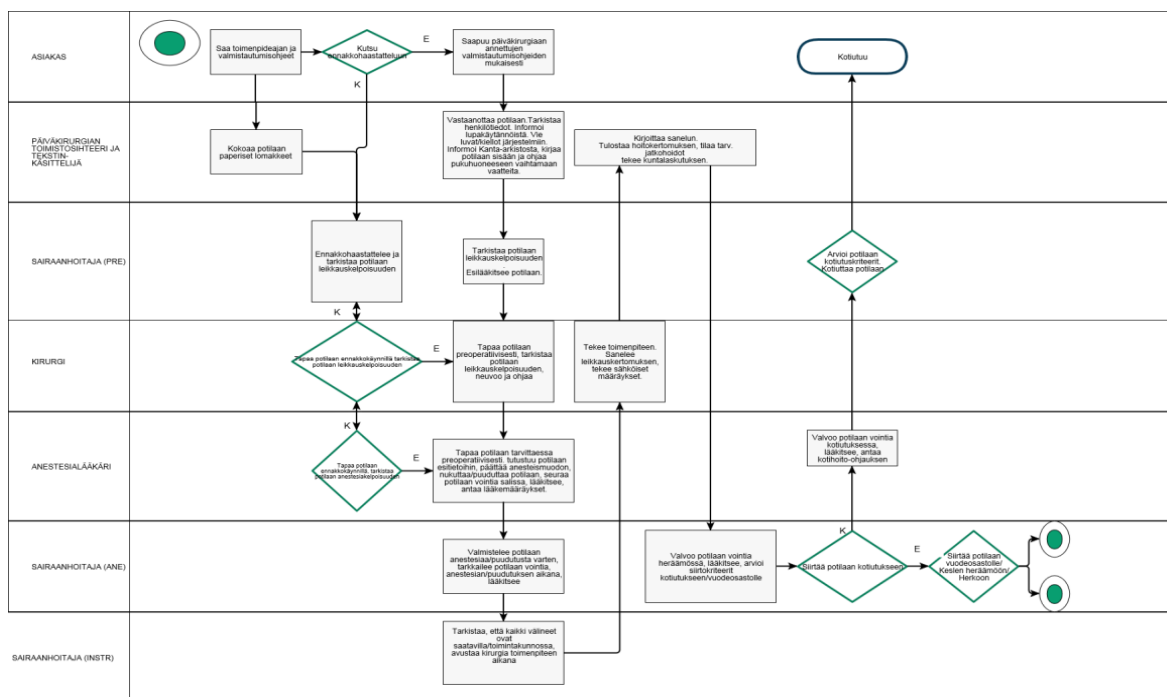 ASIAKAS
Saa toimenpideajan ja
valmistautumisohjeet
Kutsu
ennakkohaastatteluun
E
K
Saapuu päiväkirurgiaan
annettujen
valmistautumisohjeiden
mukaisesti
Kotiutuu
PÄIVÄKIRURGIAN
TOIMISTOSIHTEERI JA
TEKSTIN-
KÄSITTELIJÄ
Kokoaa potilaan
paperiset lomakkeet
Vastaanottaa potilaan.Tarkistaa
henkilötiedot. Informoi
lupakäytännöistä. Vie
luvat/kiellot järjestelmiin.
Informoi Kanta-arkistosta, kirjaa
potilaan sisään ja ohjaa
pukuhuoneeseen vaihtamaan
vaatteita.
Kirjoittaa sanelun.
Tulostaa hoitokertomuksen, tilaa tarv.
jatkohoidot
tekee kuntalaskutuksen.
SAIRAANHOITAJA (PRE)
Ennakkohaastattelee ja
tarkistaa potilaan
leikkauskelpoisuuden
K
Tarkistaa potilaan
leikkauskelpoisuuden
Esilääkitsee potilaan.
Arvioi potilaan
kotiutuskriteerit.
Kotiuttaa potilaan
KIRURGI
Tapaa potilaan ennakkokäynnillä tarkistaa
potilaan leikkauskelpoisuuden
E
K
Tapaa potilaan
preoperatiivisesti, tarkistaa
potilaan
leikkauskelpoisuuden,
neuvoo ja ohjaa
Tekee toimenpiteen.
Sanelee
leikkauskertomuksen,
tekee sähköiset
määräykset.
ANESTESIALÄÄKÄRI
Tapaa potilaan
ennakkokäynnillä, tarkistaa
potilaan anestesiakelpoisuuden
E
Tapaa potilaan tarvittaessa
preoperatiivisesti. tutustuu potilaan
esitietoihin, päättää anesteismuodon,
nukuttaa/puuduttaa potilaan, seuraa
potilaan vointia salissa, lääkitsee,
antaa lääkemääräykset.
Valvoo potilaan vointia
kotiutuksessa,
lääkitsee, antaa
kotihoito-ohjauksen
SAIRAANHOITAJA (ANE)
Valmistelee potilaan
anestesiaa/puudutusta varten,
tarkkailee potilaan vointia,
anestesian/puudutuksen aikana,
lääkitsee
Valvoo potilaan vointia
heräämössä, lääkitsee, arvioi
siirtokriteerit
kotiutukseen/vuodeosastolle
K
Siirtää potilaan kotiutukseen
E
Siirtää potilaan
vuodeosastolle/
Keslen heräämöön/
Herkoon
SAIRAANHOITAJA (INSTR)
Tarkistaa, että kaikki välineet
ovat
saatavilla/toimintakunnossa,
avustaa kirurgia toimenpiteen
aikana